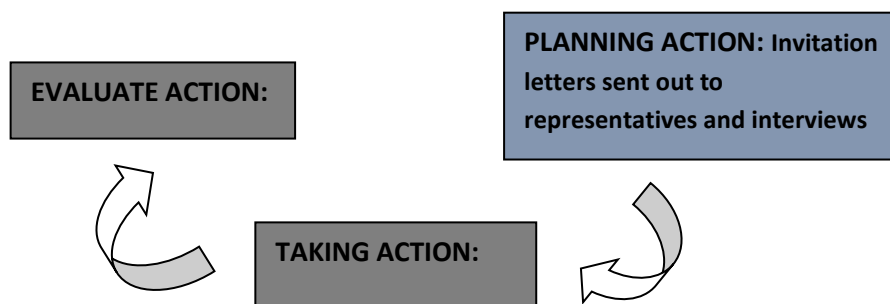 EVALUATE ACTION:
PLANNING ACTION: Invitation
letters sent out to
representatives and interviews
TAKING ACTION: